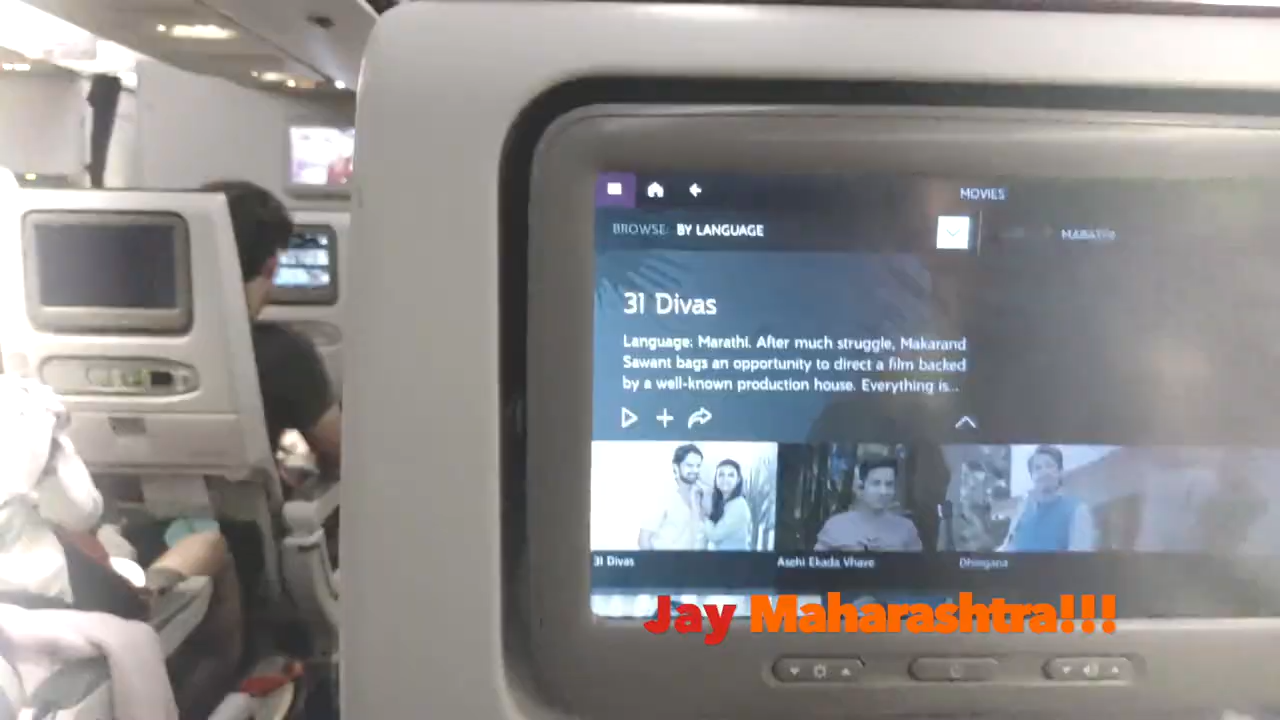 MOVIES
BROWSE: BY LANGUAGE
MARATHI
31 Divas
Language: Marathi. After much struggle, Makarand
Sawant bags an opportunity to direct a film backed
by a well-known production house. Everything is...
31 Divas
Asehi Ekada Vhave
Dhingana
Jay Maharashtra!!!